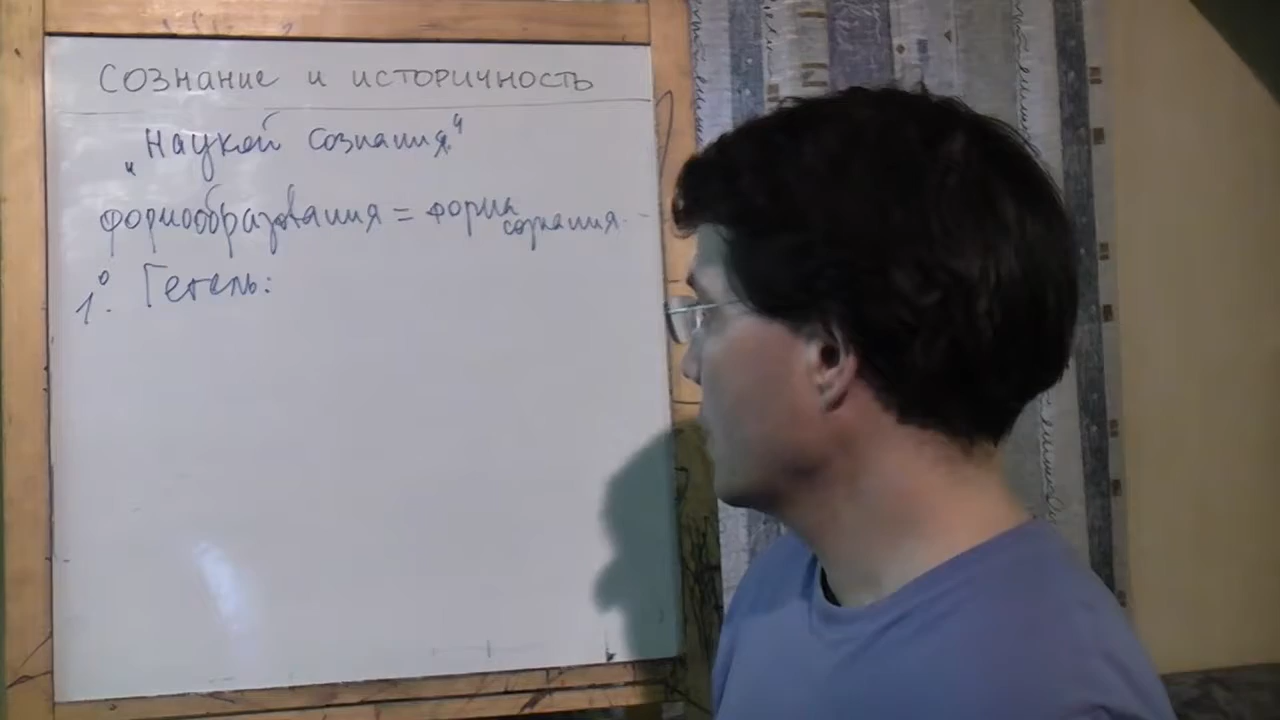 СОЗНАНИЕ И ИСТОРИЧНОСТЬ
„Наукой сознания“
формообразования = форма
сознания
1°. Гегель: